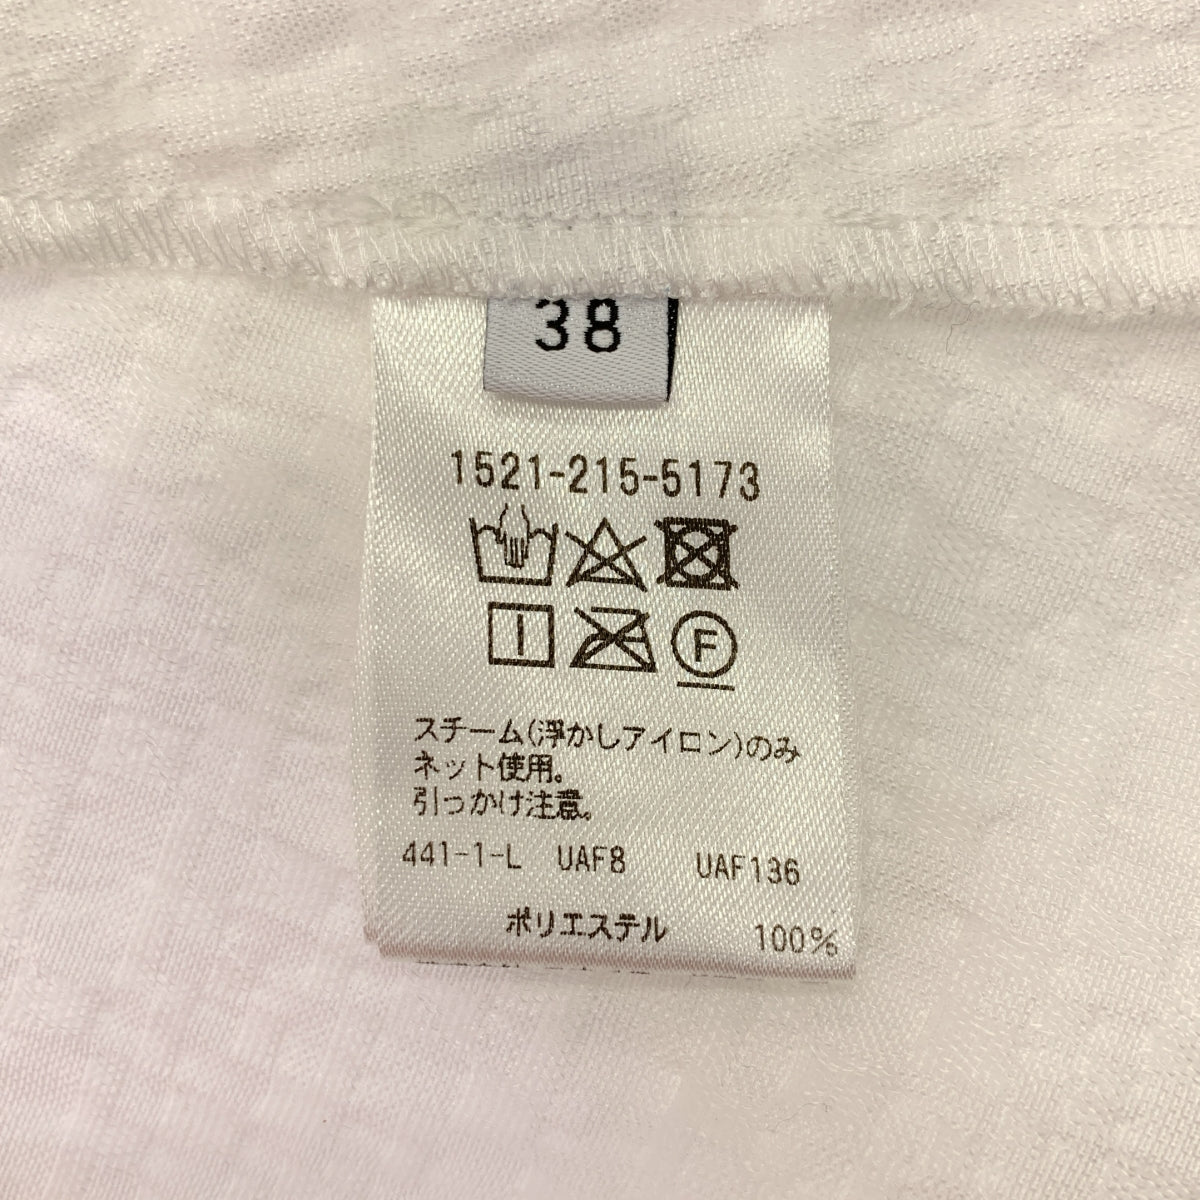 38
1521-215-5173
F
スチーム(浮かしアイロン)のみ
ネット使用。
引っかけ注意。
441-1-L UAF8 UAF136
ポリエステル 100%